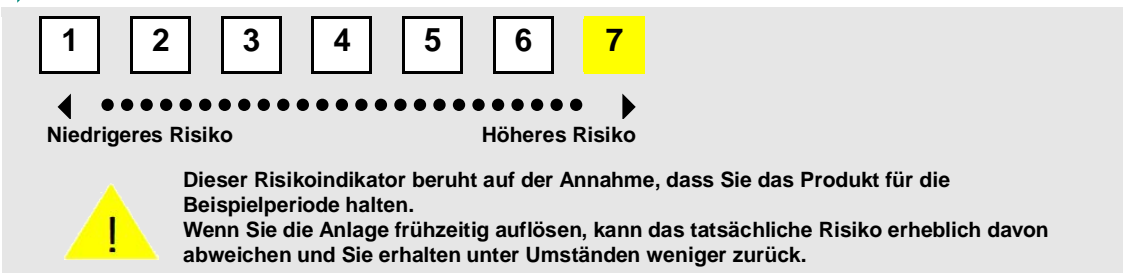 1 2 3 4 5 6 7
Niedrigeres Risiko Höheres Risiko
Dieser Risikoindikator beruht auf der Annahme, dass Sie das Produkt für die
Beispielperiode halten.
Wenn Sie die Anlage frühzeitig auflösen, kann das tatsächliche Risiko erheblich davon
abweichen und Sie erhalten unter Umständen weniger zurück.
!